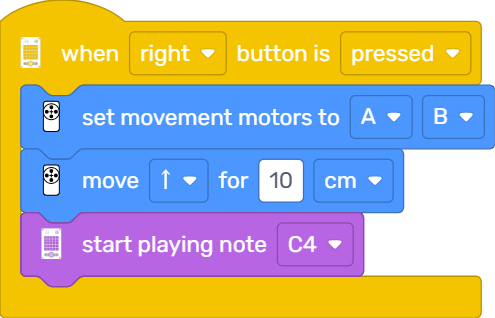 when right button is pressed
set movement motors to A B
move ↑ for 10 cm
start playing note C4